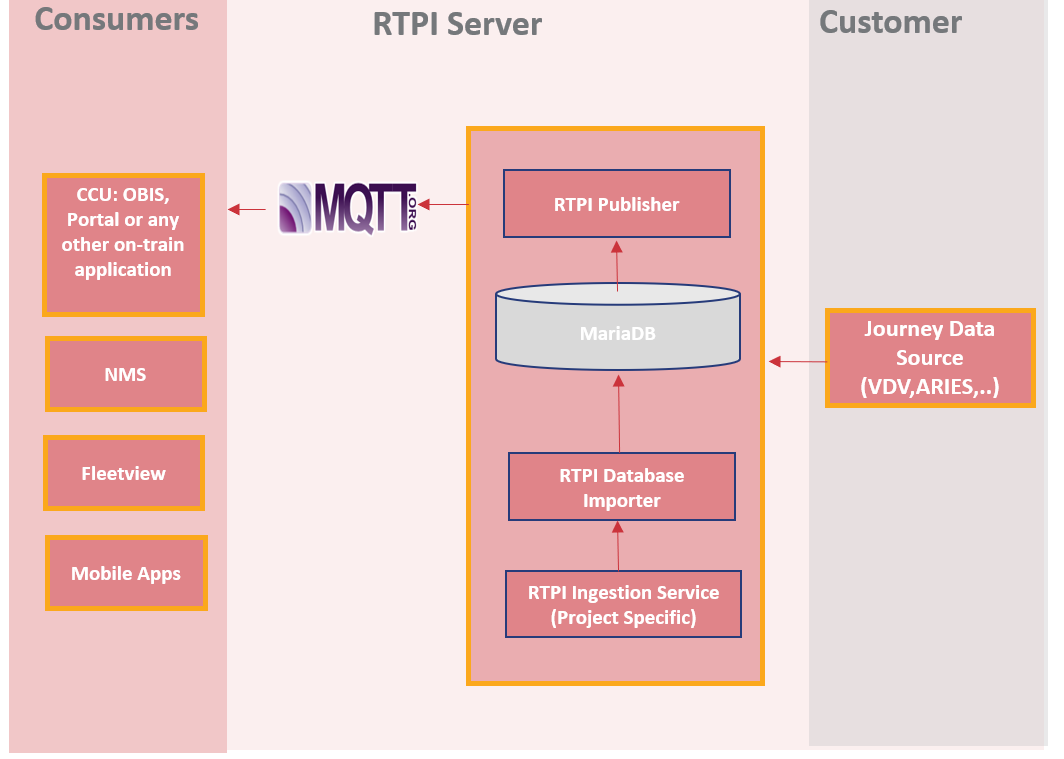 Consumers
RTPI Server
Customer
CCU: OBIS,
Portal or any
other on-train
application
NMS
Fleetview
Mobile Apps
MQTT
.ORG
RTPI Publisher
MariaDB
RTPI Database
Importer
RTPI Ingestion Service
(Project Specific)
Journey Data
Source
(VDV,ARIES,..)